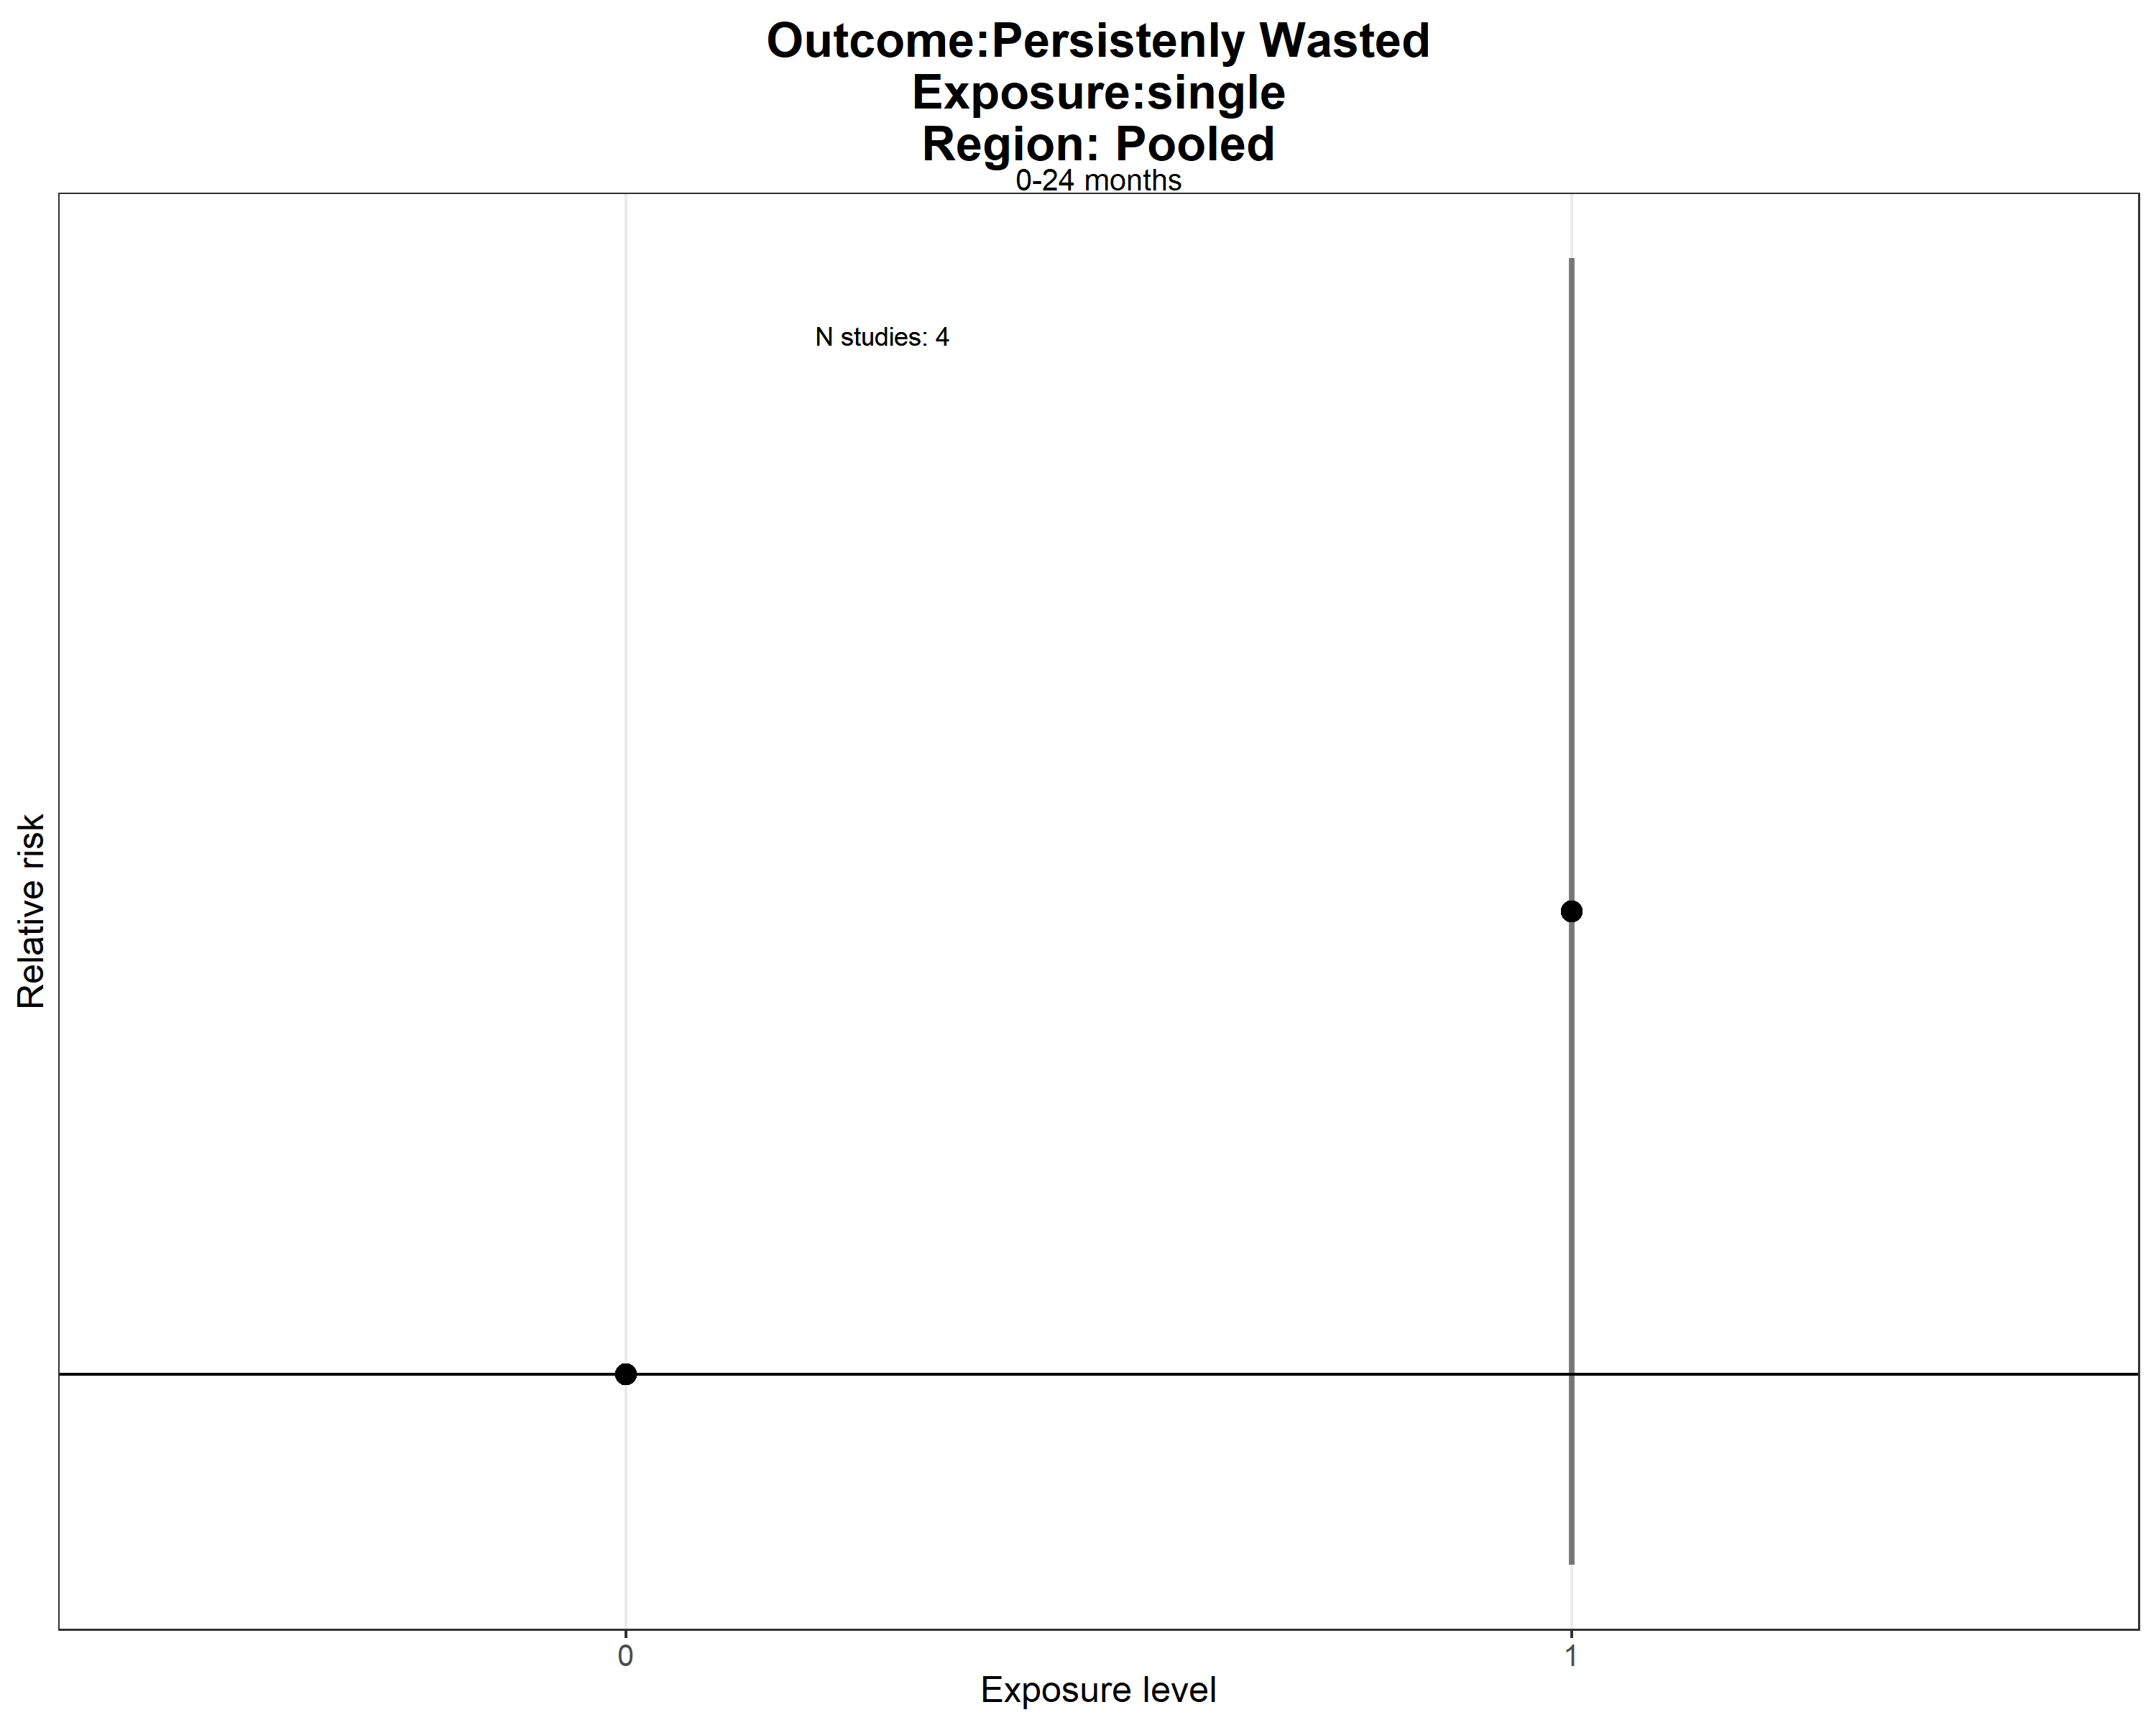 Outcome:Persistenly Wasted
Exposure:single
Region: Pooled
0-24 months
N studies: 4
Relative risk
0
1
Exposure level